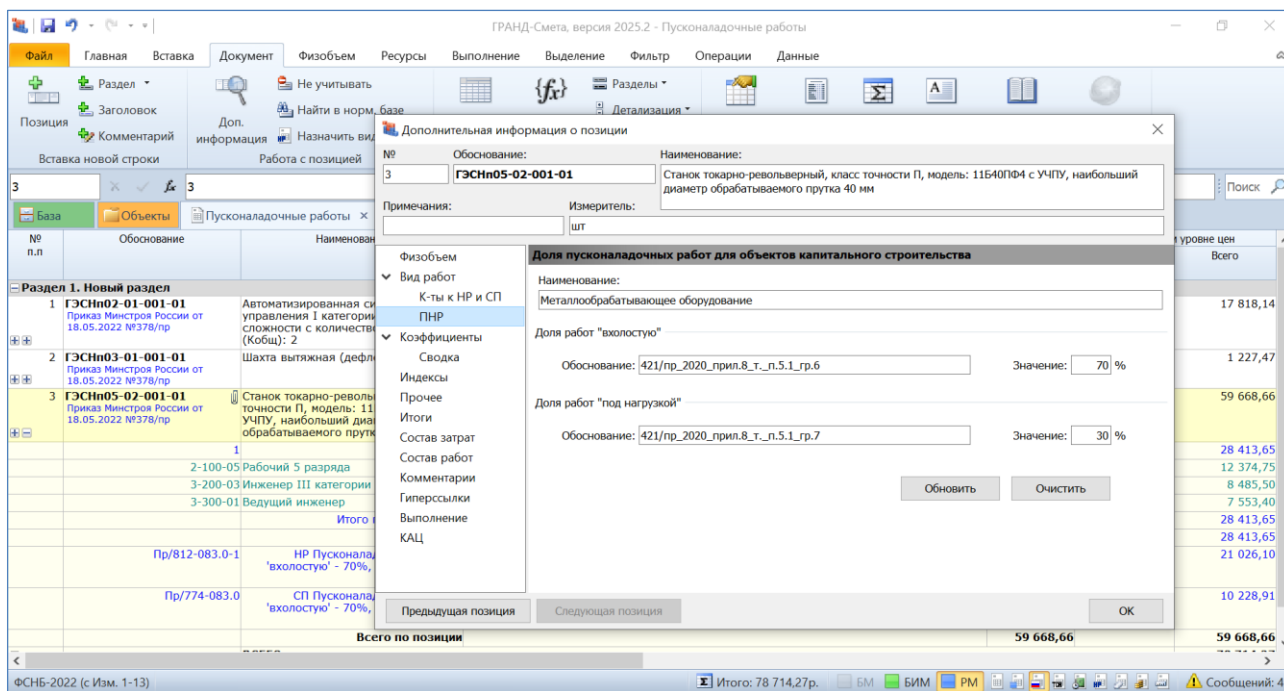 ГРАНД-Смета, версия 2025.2 - Пусконаладочные работы
Файл Главная Вставка Документ Физобъем Ресурсы Выполнение Выделение Фильтр Операции Данные
Позиция
Раздел
Заголовок
Комментарий
Вставка новой строки
Доп. информация
Не учитывать
Найти в норм. базе
Назначить вид
Работа с позицией
{fx}
Разделы
Детализация
3 fx 3
Поиск
База Объекты Пусконаладочные работы
№ п.п Обоснование Наименован
уровне цен
Всего
Раздел 1. Новый раздел
1 ГЭСНп02-01-001-01 Автоматизированная си 17 818,14
Приказ Минстроя России от управления I категории
18.05.2022 №378/пр сложности с количеств
(Кобщ): 2
2 ГЭСНп03-01-001-01 Шахта вытяжная (дефл 1 227,47
Приказ Минстроя России от
18.05.2022 №378/пр
3 ГЭСНп05-02-001-01 Станок токарно-револь 59 668,66
Приказ Минстроя России от точности П, модель: 11
18.05.2022 №378/пр УЧПУ, наибольший диа
обрабатываемого прутк
1 28 413,65
2-100-05 Рабочий 5 разряда 12 374,75
3-200-03 Инженер III категории 8 485,50
3-300-01 Ведущий инженер 7 553,40
Итого 28 413,65
28 413,65
Пр/812-083.0-1 НР Пусконала 21 026,10
'вхолостую' - 70%,
Пр/774-083.0 СП Пусконала 10 228,91
'вхолостую' - 70%,
Всего по позиции 59 668,66 59 668,66
Дополнительная информация о позиции
№ Обоснование: Наименование:
3 ГЭСНп05-02-001-01 Станок токарно-револьверный, класс точности П, модель: 11Б40ПФ4 с УЧПУ, наибольший
диаметр обрабатываемого прутка 40 мм
Примечания: Измеритель:
шт
Физобъем
Вид работ
К-ты к НР и СП
ПНР
Коэффициенты
Сводка
Индексы
Прочее
Итоги
Состав затрат
Состав работ
Комментарии
Гиперссылки
Выполнение
КАЦ
Доля пусконаладочных работ для объектов капитального строительства
Наименование:
Металлообрабатывающее оборудование
Доля работ "вхолостую"
Обоснование: 421/пр_2020_прил.8_т._п.5.1_гр.6 Значение: 70 %
Доля работ "под нагрузкой"
Обоснование: 421/пр_2020_прил.8_т._п.5.1_гр.7 Значение: 30 %
Обновить Очистить
Предыдущая позиция Следующая позиция OK
ФСНБ-2022 (с Изм. 1-13) Итого: 78 714,27р. БМ БИМ РМ Сообщений: 4